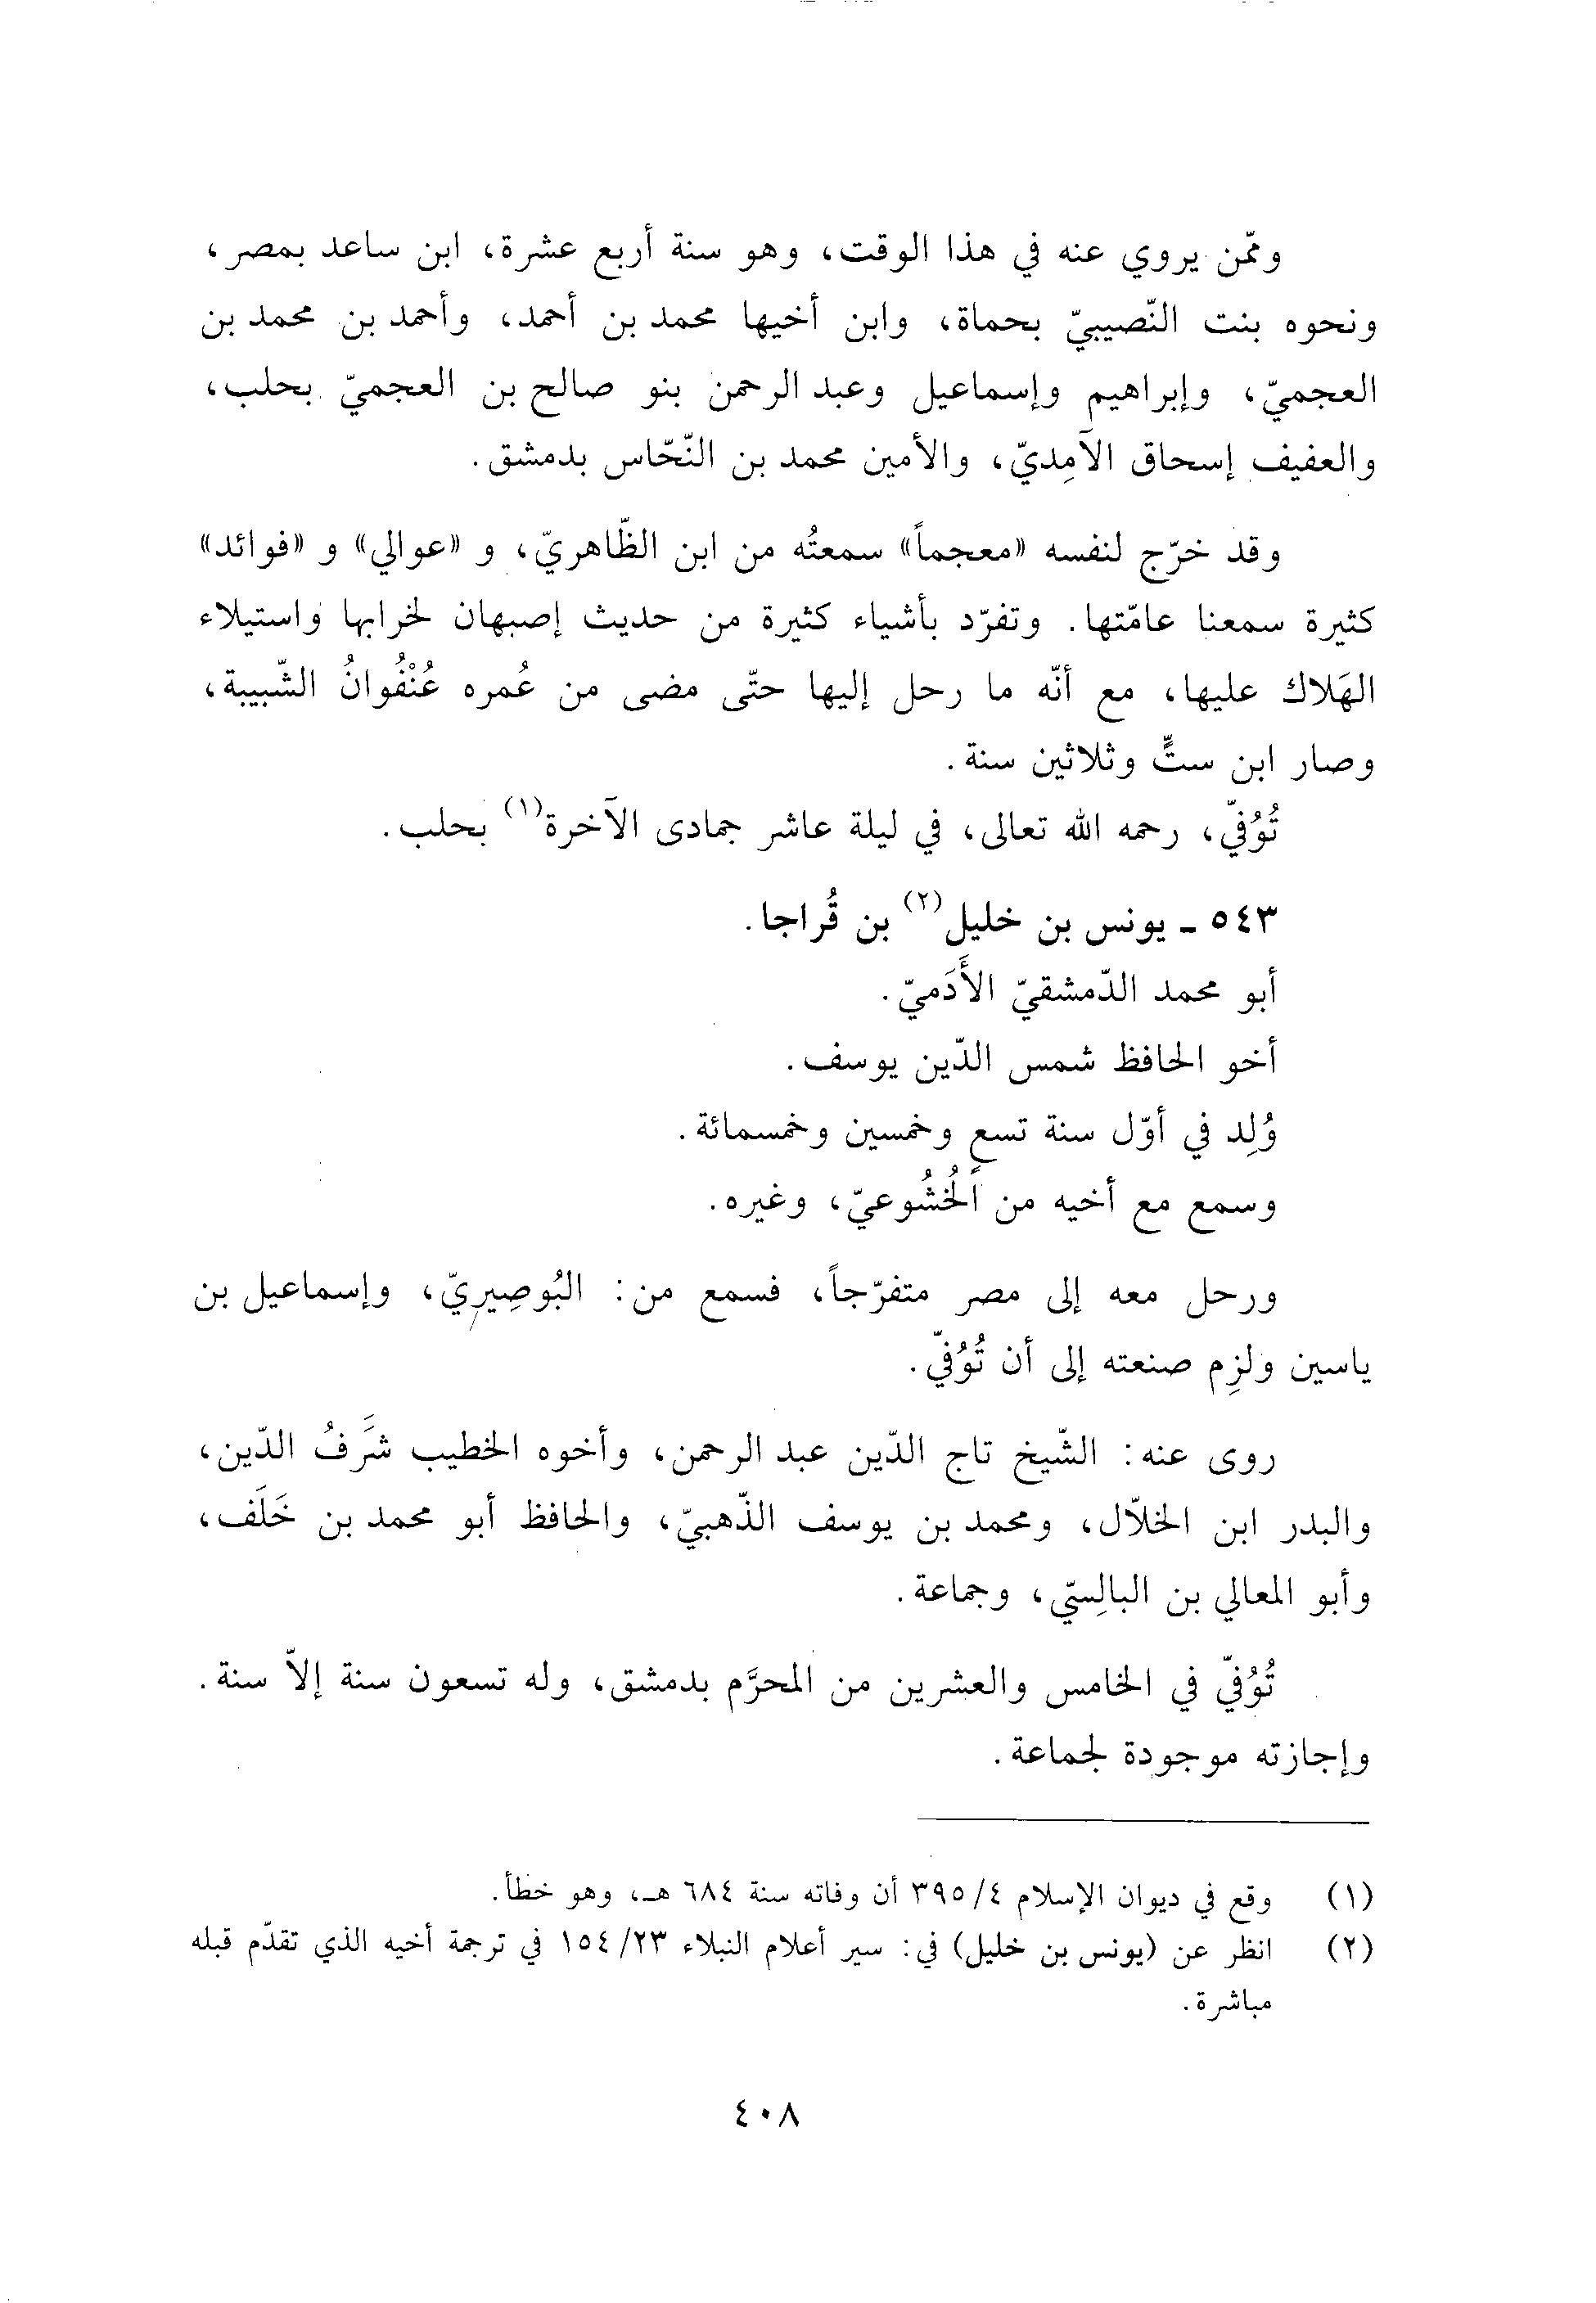 وممّن يروي عنه في هذا الوقت، وهو سنة أربع عشرة، ابن ساعد بمصر،
ونحوه بنت النّصيبيّ بحماة، وابن أخيها محمد بن أحمد، وأحمد بن محمد بن
العجميّ، وإبراهيم وإسماعيل وعبد الرحمن بنو صالح بن العجميّ بحلب،
والعفيف إسحاق الآمِديّ، والأمين محمد بن النّحّاس بدمشق.
وقد خرّج لنفسه «معجماً» سمعتُه من ابن الظّاهريّ، و «عوالي» و «فوائد»
كثيرة سمعنا عامّتها. وتفرّد بأشياء كثيرة من حديث إصبهان لخرابها واستيلاء
الهَلاك عليها، مع أنّه ما رحل إليها حتّى مضى من عُمره عُنْفُوانُ الشّبيبة،
وصار ابن ستٍّ وثلاثين سنة.
تُوُفّي، رحمه الله تعالى، في ليلة عاشر جمادى الآخرة(١) بحلب.
٥٤٣ ـ يونس بن خليل(٢) بن قُراجا.
أبو محمد الدّمشقيّ الأَدَميّ.
أخو الحافظ شمس الدّين يوسف.
وُلِد في أوّل سنة تسعٍ وخمسين وخمسمائة.
وسمع مع أخيه من الخُشُوعيّ، وغيره.
ورحل معه إلى مصر متفرّجاً، فسمع من: البُوصِيريّ، وإسماعيل بن
ياسين ولزِم صنعته إلى أن تُوُفّي.
روى عنه: الشّيخ تاج الدّين عبد الرحمن، وأخوه الخطيب شَرَفُ الدّين،
والبدر ابن الخلاّل، ومحمد بن يوسف الذّهبيّ، والحافظ أبو محمد بن خَلَف،
وأبو المعالي بن البالِسيّ، وجماعة.
تُوُفّي في الخامس والعشرين من المحرَّم بدمشق، وله تسعون سنة إلاّ سنة.
وإجازته موجودة لجماعة.
(١) وقع في ديوان الإسلام ٣٩٥/٤ أن وفاته سنة ٦٨٤ هـ، وهو خطأ.
(٢) انظر عن (يونس بن خليل) في: سير أعلام النبلاء ١٥٤/٢٣ في ترجمة أخيه الذي تقدّم قبله
مباشرة.
٤٠٨